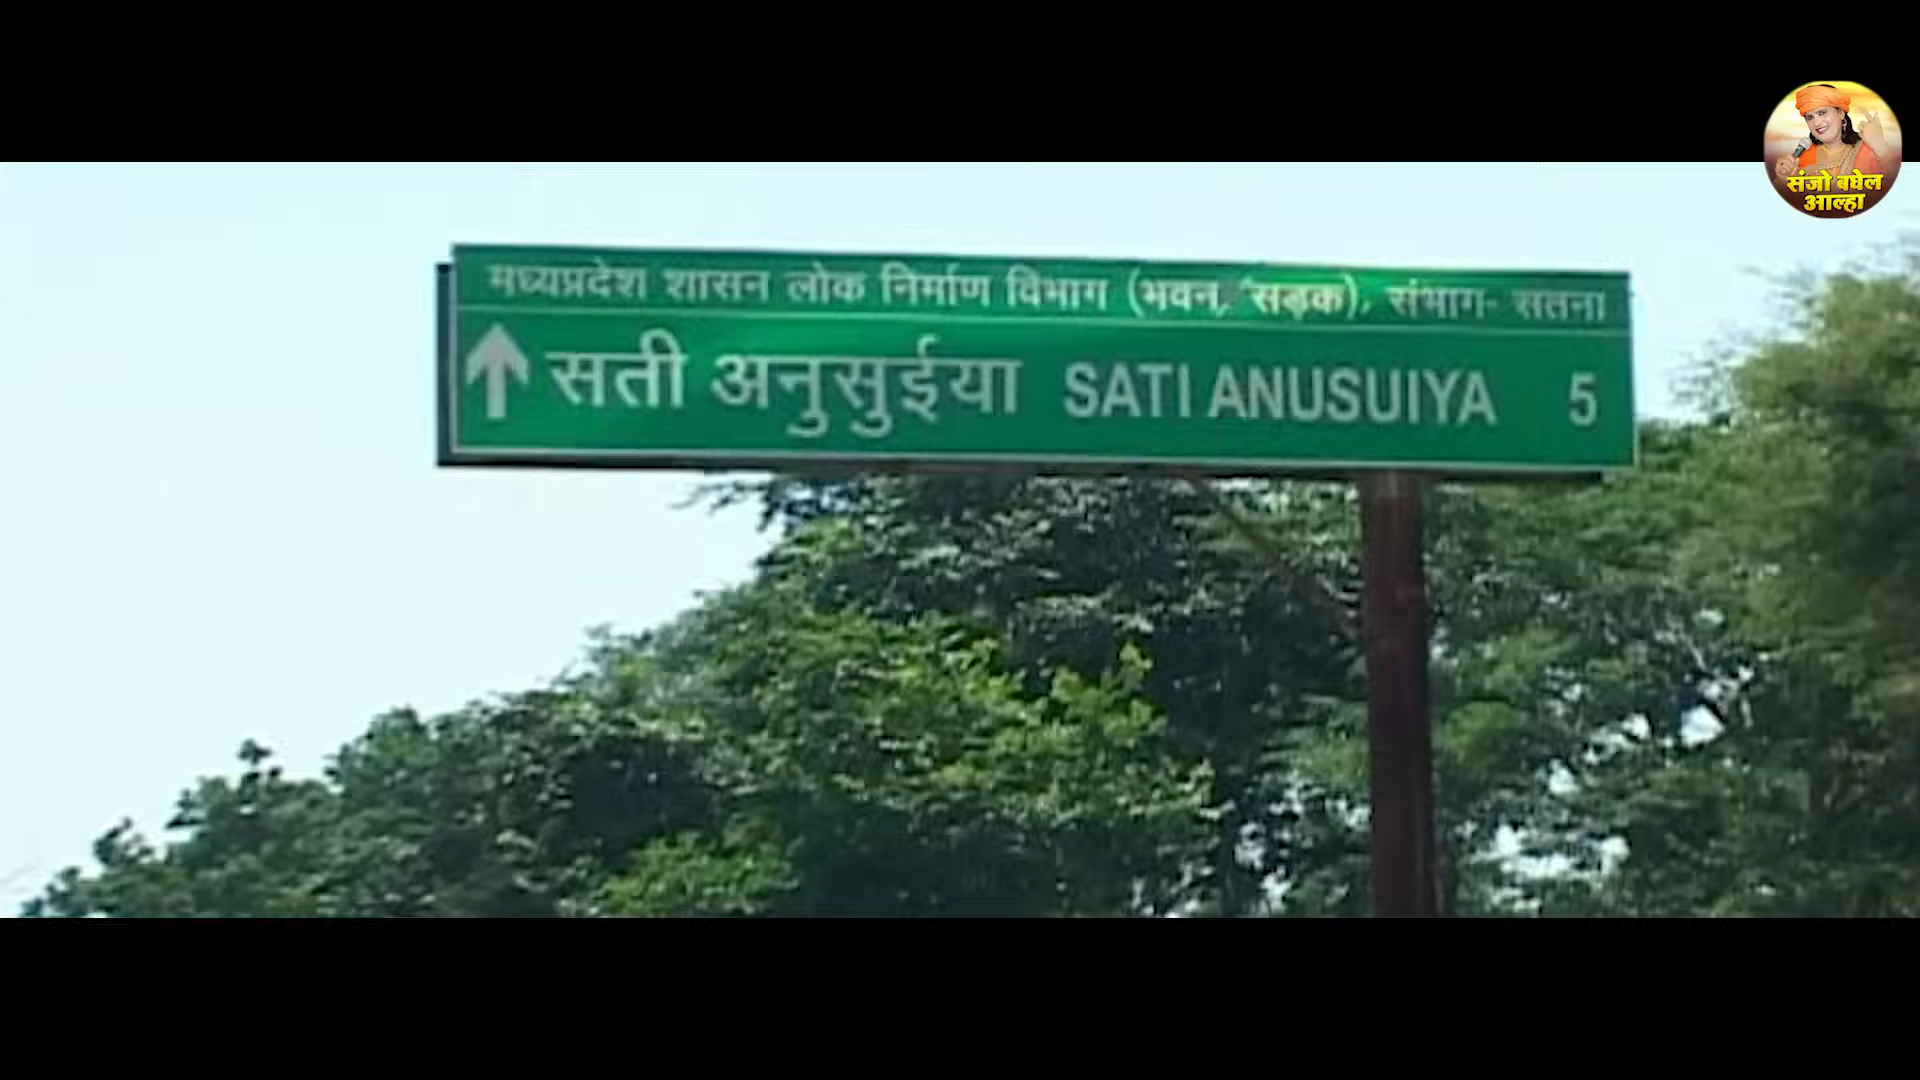 संजो बघेल
आल्हा
मध्यप्रदेश शासन लोक निर्माण विभाग (भवन, सड़क), संभाग- सतना
सती अनुसुईया SATI ANUSUIYA 5